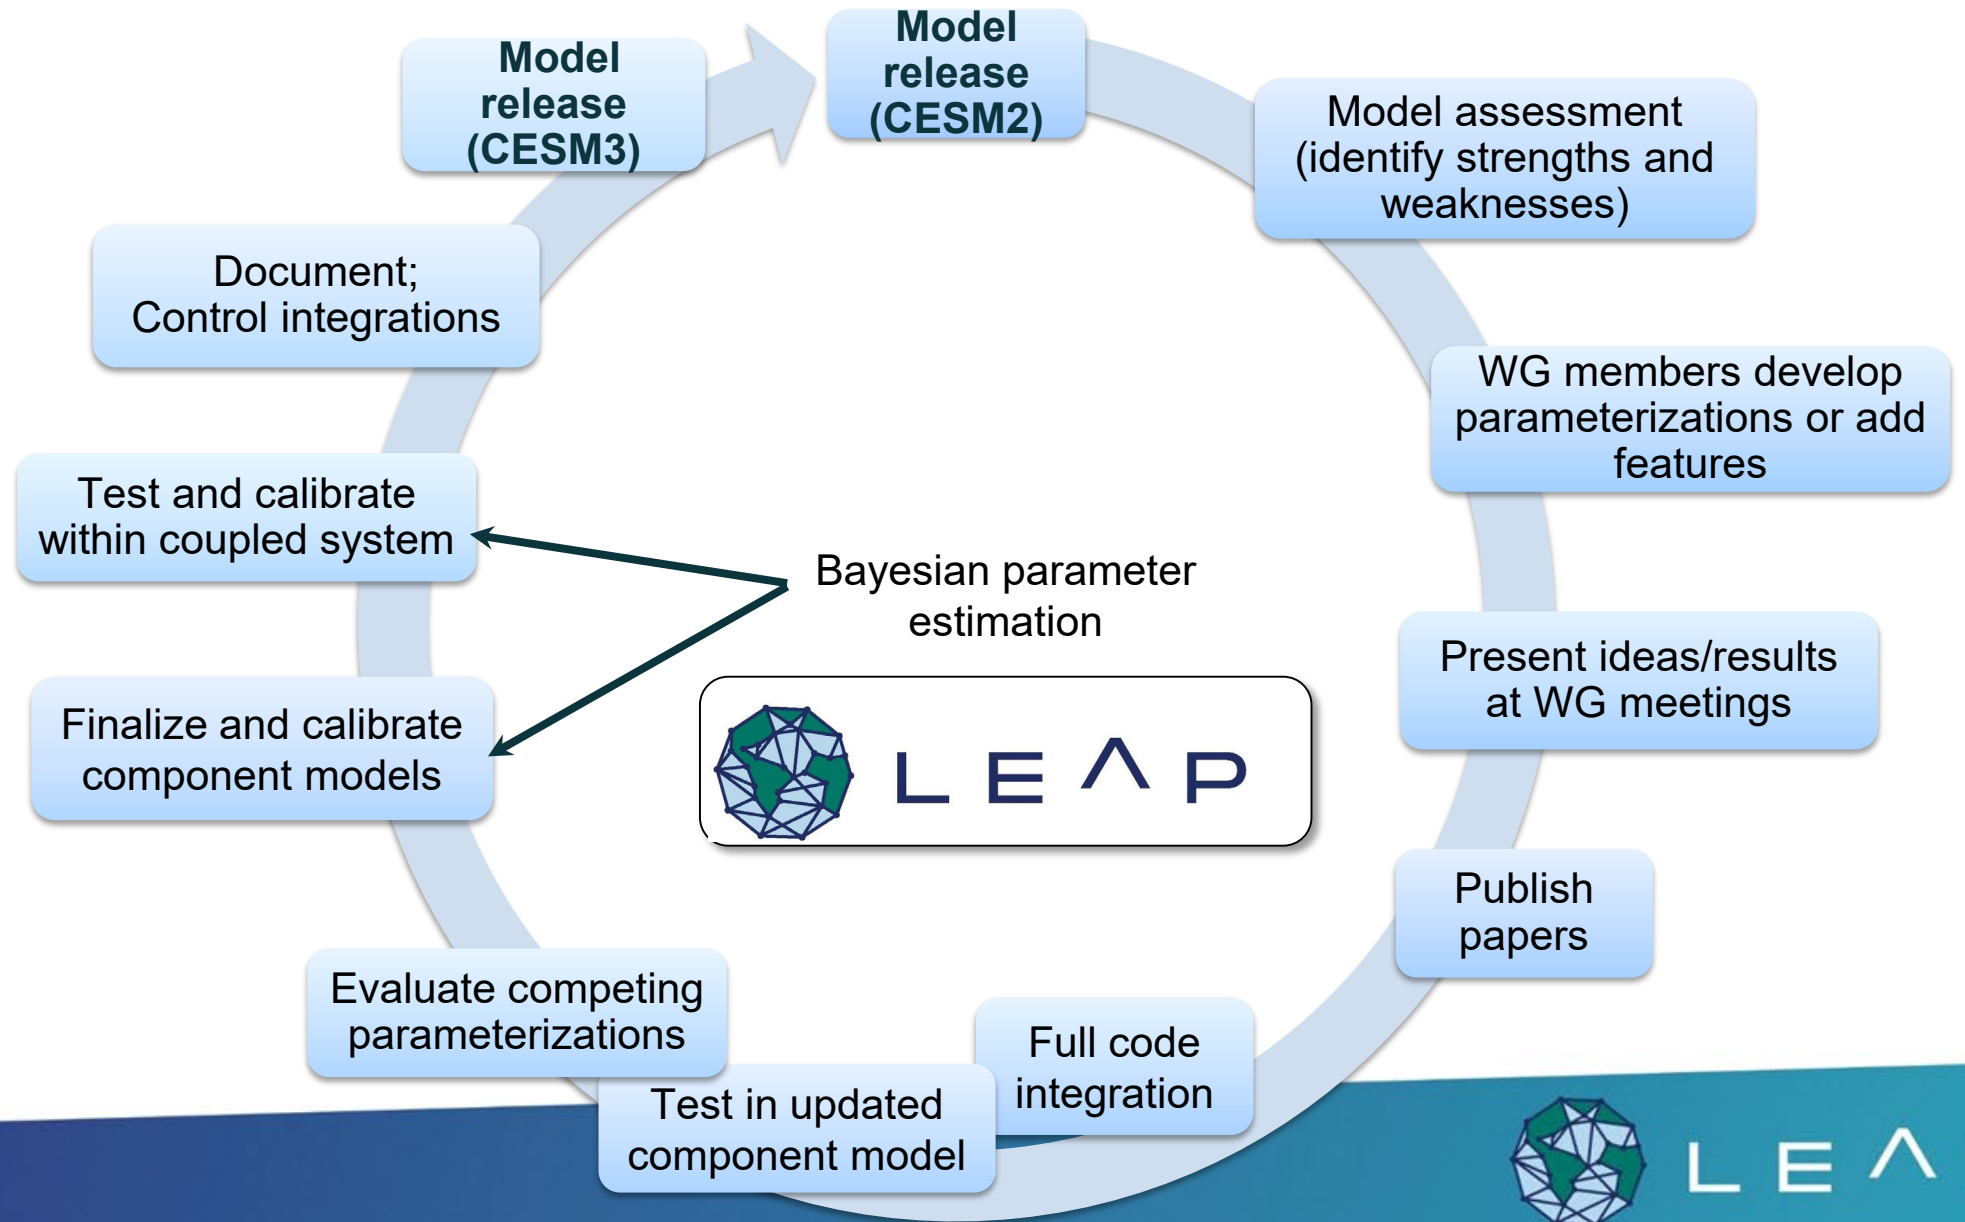 Model
release
(CESM2)
Model assessment
(identify strengths and
weaknesses)
WG members develop
parameterizations or add
features
Present ideas/results
at WG meetings
Publish
papers
Full code
integration
Test in updated
component model
Evaluate competing
parameterizations
Finalize and calibrate
component models
Test and calibrate
within coupled system
Document;
Control integrations
Model
release
(CESM3)
Bayesian parameter
estimation
LEAP
LEA